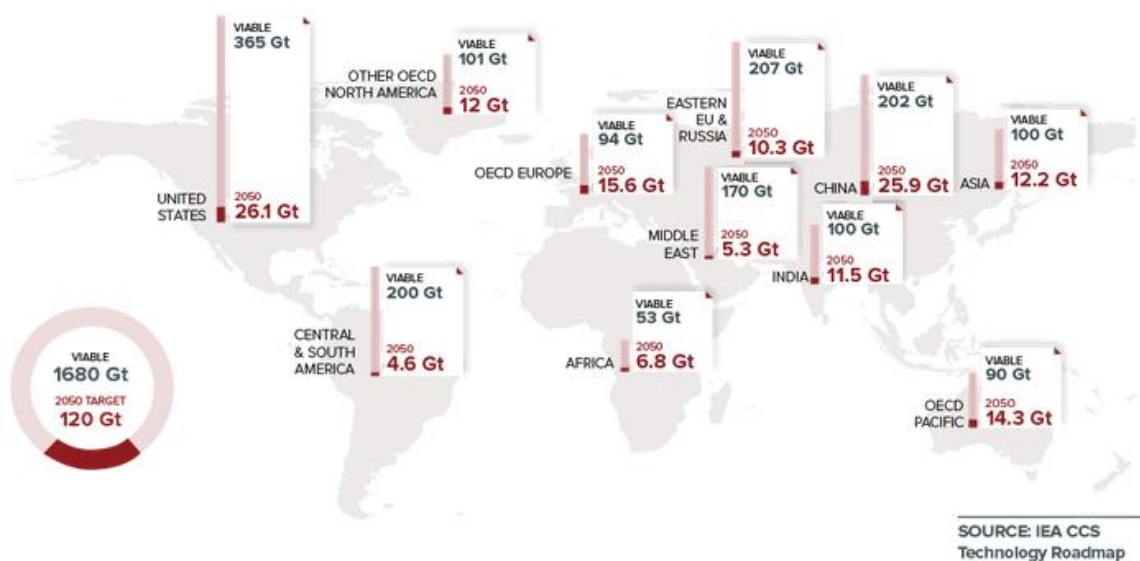 VIABLE
365 Gt
UNITED
STATES
2050
26.1 Gt
OTHER OECD
NORTH AMERICA
VIABLE
101 Gt
2050
12 Gt
OECD EUROPE
VIABLE
94 Gt
2050
15.6 Gt
EASTERN
EU &
RUSSIA
VIABLE
207 Gt
2050
10.3 Gt
CHINA
VIABLE
202 Gt
2050
25.9 Gt
ASIA
VIABLE
100 Gt
2050
12.2 Gt
MIDDLE
EAST
VIABLE
170 Gt
2050
5.3 Gt
INDIA
VIABLE
100 Gt
2050
11.5 Gt
CENTRAL
& SOUTH
AMERICA
VIABLE
200 Gt
2050
4.6 Gt
AFRICA
VIABLE
53 Gt
2050
6.8 Gt
VIABLE
1680 Gt
2050 TARGET
120 Gt
OECD
PACIFIC
VIABLE
90 Gt
2050
14.3 Gt
SOURCE: IEA CCS
Technology Roadmap